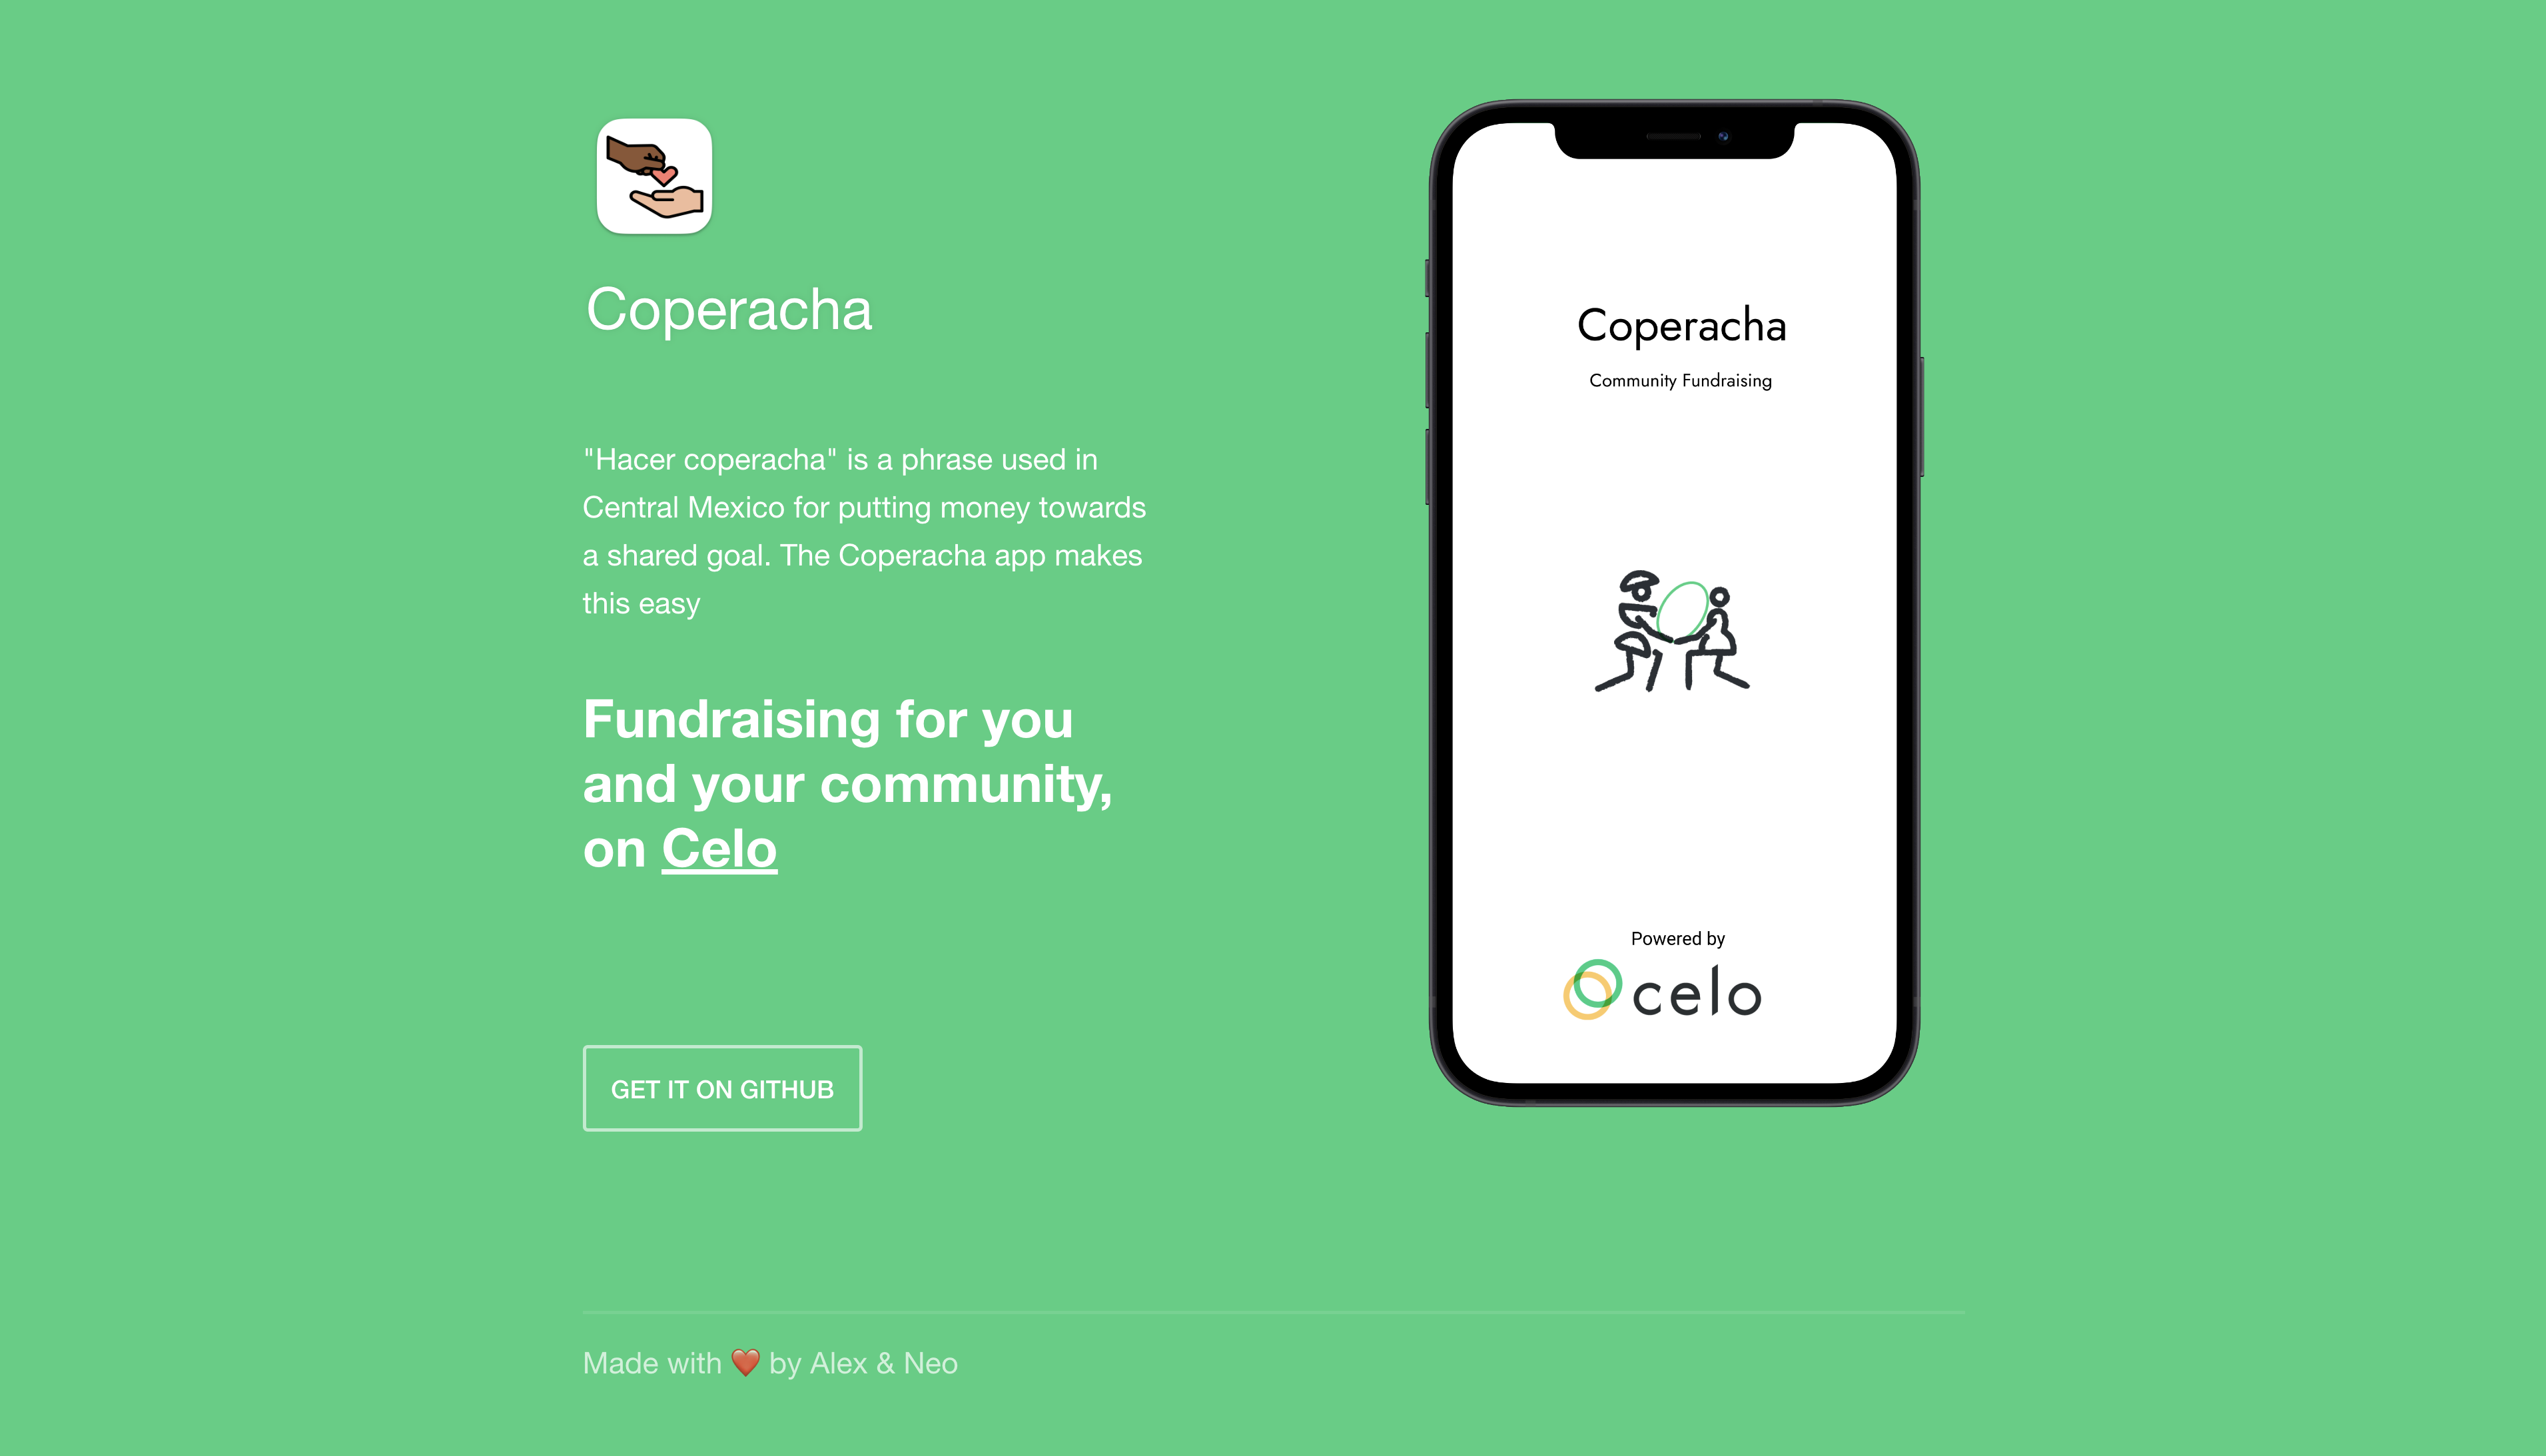 Coperacha
"Hacer coperacha" is a phrase used in
Central Mexico for putting money towards
a shared goal. The Coperacha app makes
this easy
Fundraising for you
and your community,
on Celo
GET IT ON GITHUB
Coperacha
Community Fundraising
Powered by
celo
Made with ❤️ by Alex & Neo